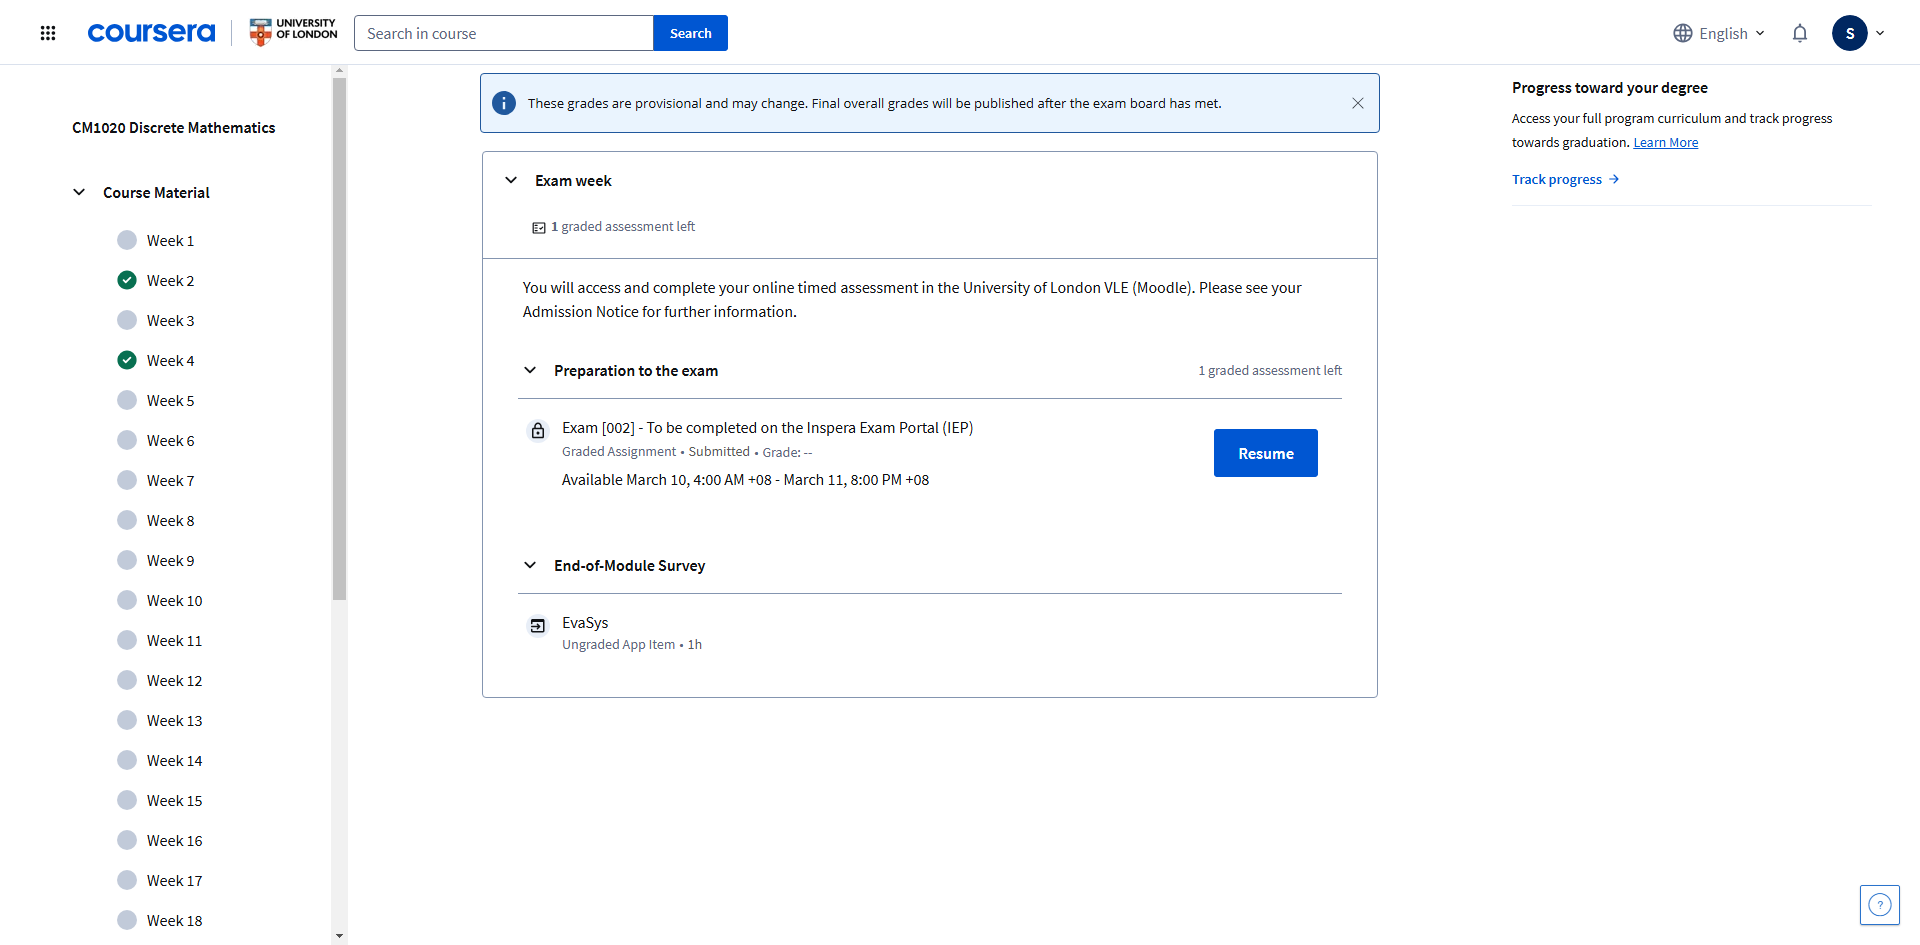 coursera
UNIVERSITY
OF LONDON
Search in course
Search
English
S
CM1020 Discrete Mathematics
Course Material
Week 1
Week 2
Week 3
Week 4
Week 5
Week 6
Week 7
Week 8
Week 9
Week 10
Week 11
Week 12
Week 13
Week 14
Week 15
Week 16
Week 17
Week 18
These grades are provisional and may change. Final overall grades will be published after the exam board has met.
Exam week
1 graded assessment left
You will access and complete your online timed assessment in the University of London VLE (Moodle). Please see your
Admission Notice for further information.
Preparation to the exam
1 graded assessment left
Exam [002] - To be completed on the Inspera Exam Portal (IEP)
Graded Assignment • Submitted • Grade: --
Available March 10, 4:00 AM +08 - March 11, 8:00 PM +08
Resume
End-of-Module Survey
EvaSys
Ungraded App Item • 1h
Progress toward your degree
Access your full program curriculum and track progress
towards graduation. Learn More
Track progress →
?